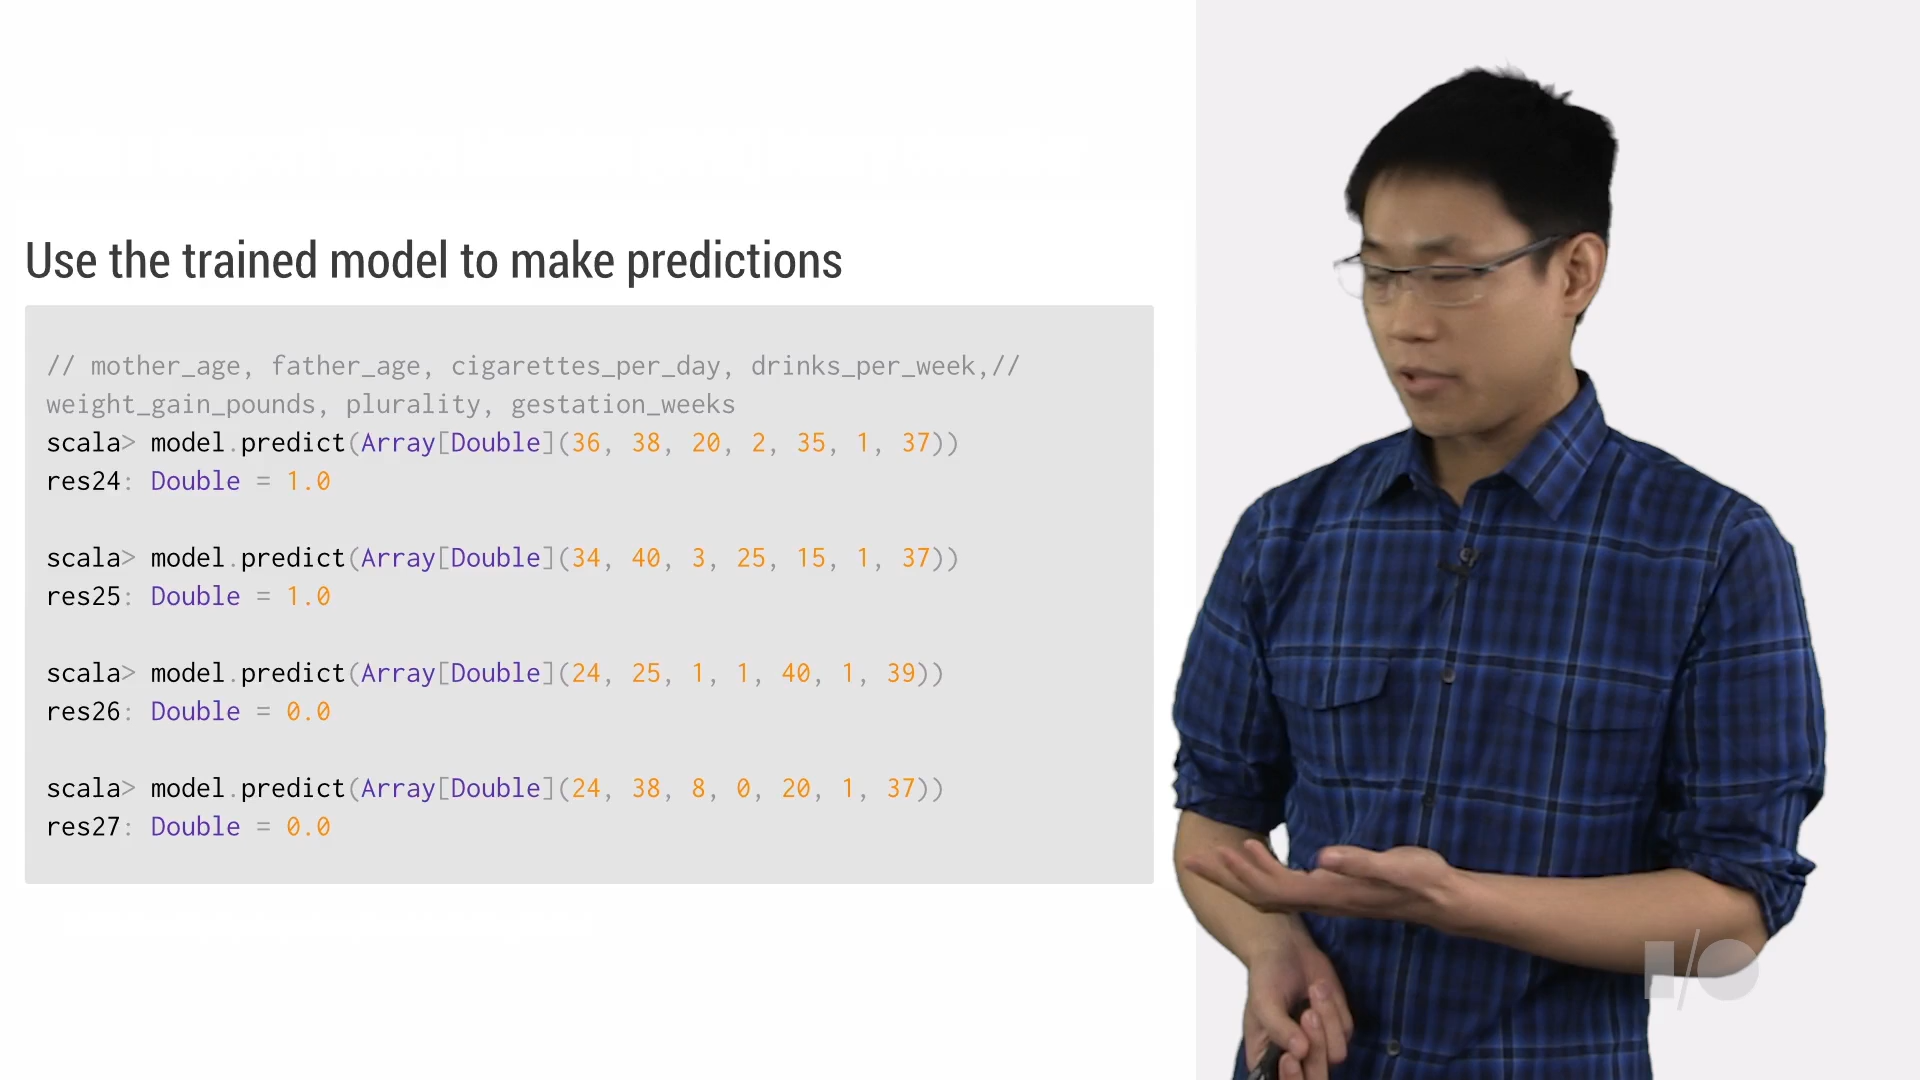 Use the trained model to make predictions
// mother_age, father_age, cigarettes_per_day, drinks_per_week,//
weight_gain_pounds, plurality, gestation_weeks
scala> model.predict(Array[Double](36, 38, 20, 2, 35, 1, 37))
res24: Double = 1.0
scala> model.predict(Array[Double](34, 40, 3, 25, 15, 1, 37))
res25: Double = 1.0
scala> model.predict(Array[Double](24, 25, 1, 1, 40, 1, 39))
res26: Double = 0.0
scala> model.predict(Array[Double](24, 38, 8, 0, 20, 1, 37))
res27: Double = 0.0
I/O